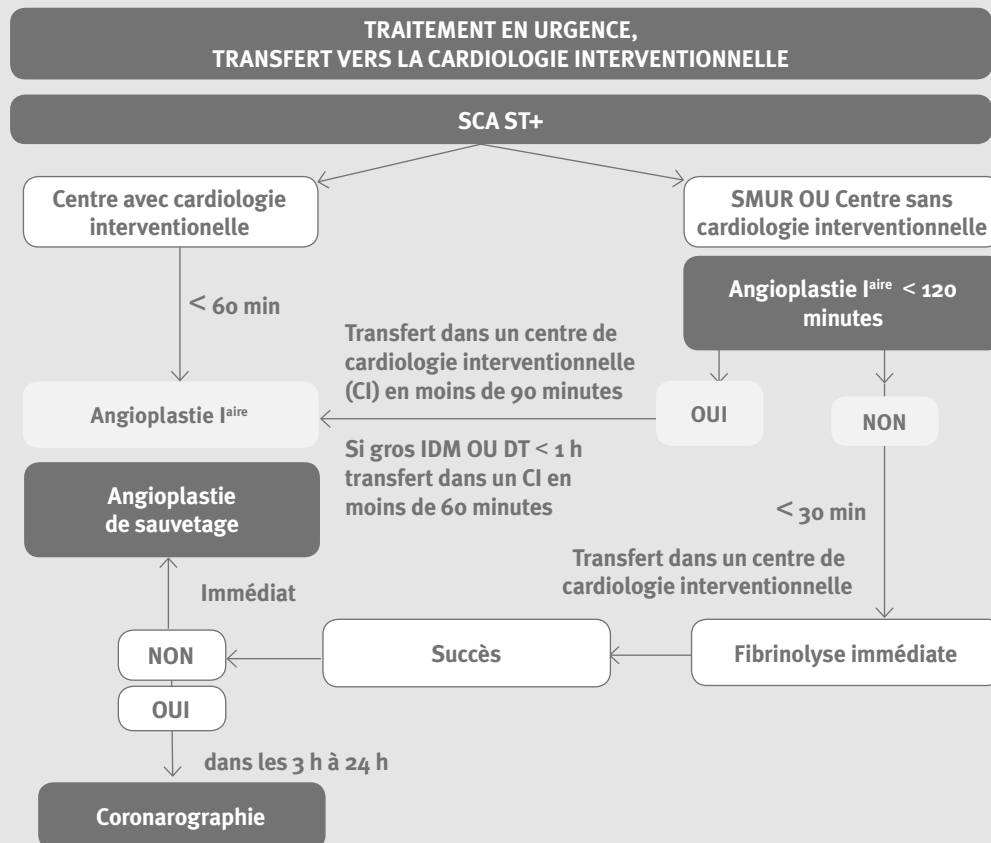 TRAITEMENT EN URGENCE,
TRANSFERT VERS LA CARDIOLOGIE INTERVENTIONNELLE
SCA ST+
Centre avec cardiologie
interventionelle
SMUR OU Centre sans
cardiologie interventionnelle
< 60 min
Angioplastie Iaire < 120
minutes
Transfert dans un centre de
cardiologie interventionnelle
(CI) en moins de 90 minutes
Angioplastie Iaire
OUI
NON
Si gros IDM OU DT < 1 h
transfert dans un CI en
moins de 60 minutes
Angioplastie
de sauvetage
< 30 min
Transfert dans un centre de
cardiologie interventionnelle
Immédiat
NON
Succès
Fibrinolyse immédiate
OUI
dans les 3 h à 24 h
Coronarographie